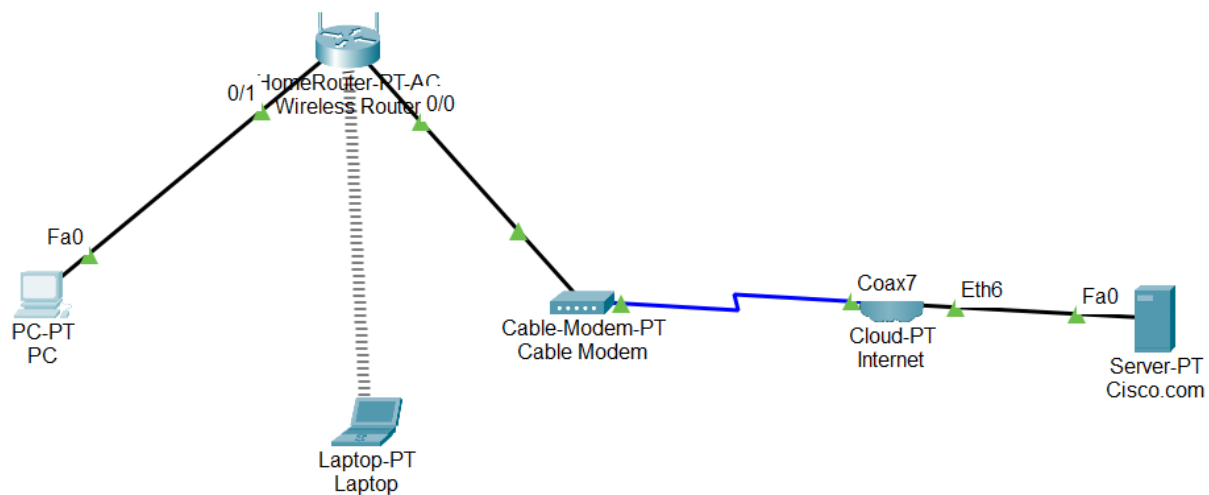 HomeRouter-PT-AC
Wireless Router
0/1
0/0
Fa0
PC-PT
PC
Laptop-PT
Laptop
Cable-Modem-PT
Cable Modem
Coax7
Eth6
Cloud-PT
Internet
Fa0
Server-PT
Cisco.com